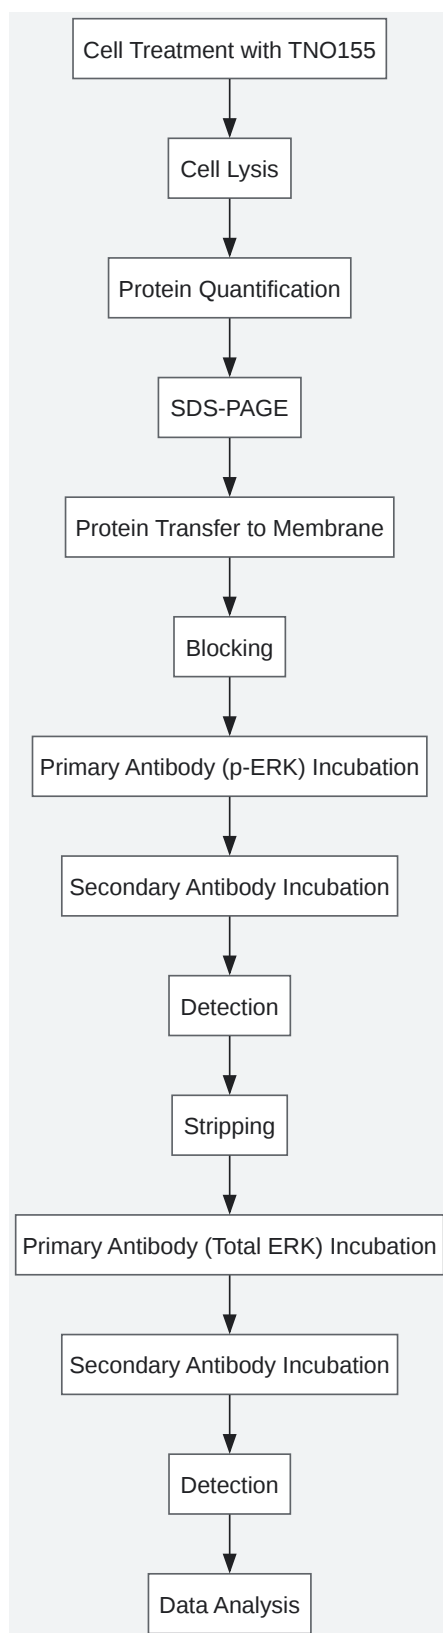 Cell Treatment with TNO155
Cell Lysis
Protein Quantification
SDS-PAGE
Protein Transfer to Membrane
Blocking
Primary Antibody (p-ERK) Incubation
Secondary Antibody Incubation
Detection
Stripping
Primary Antibody (Total ERK) Incubation
Secondary Antibody Incubation
Detection
Data Analysis